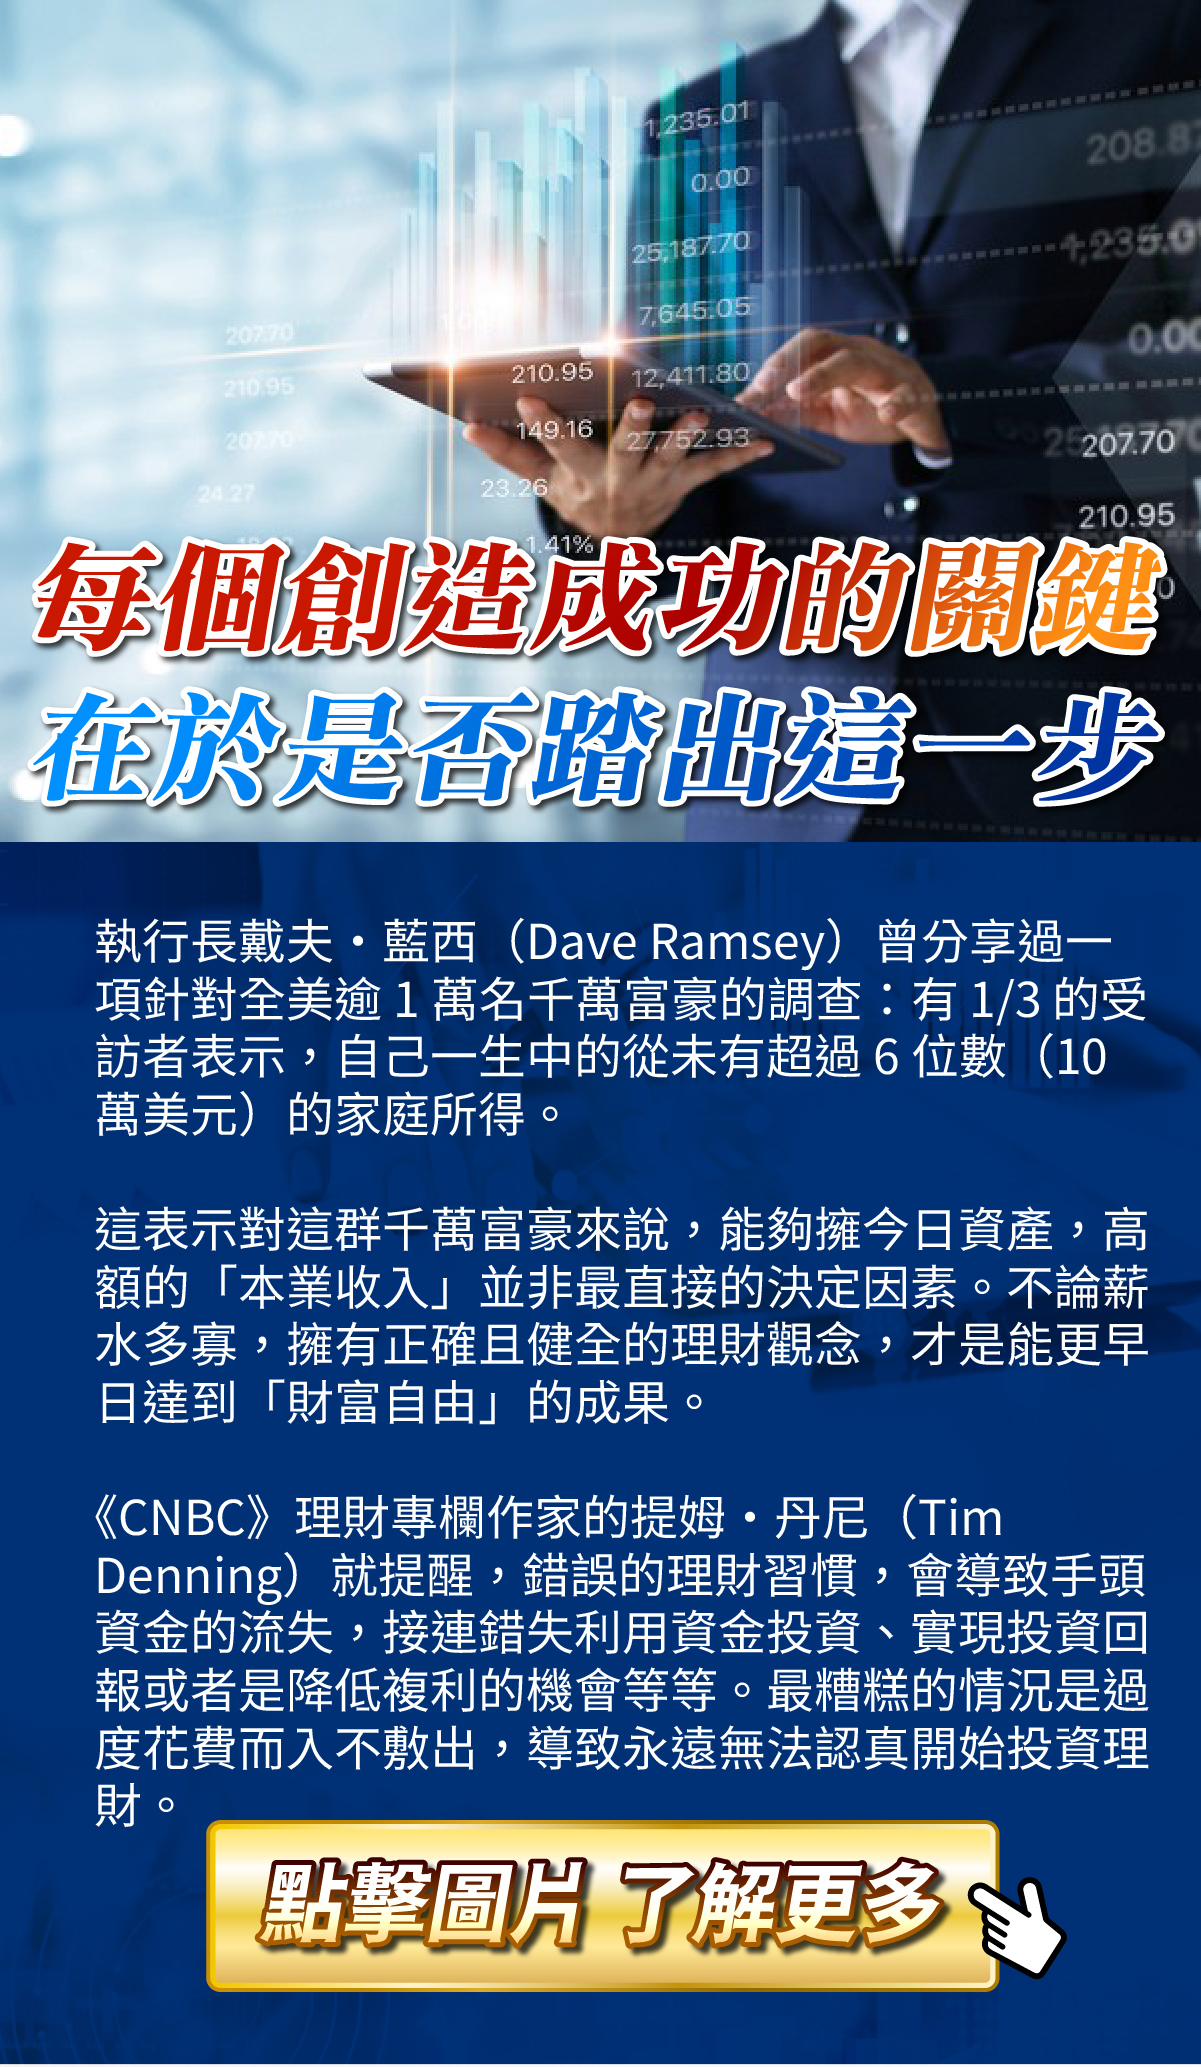 1,235.01
208.8
0.00
25,187.70
1,235.0
7,645.05
207.70
0.00
210.95
12,411.80
210.95
149.16
27,752.93
207.70
207.70
24.27
23.26
210.95
1.41%
每個創造成功的關鍵
在於是否踏出這一步
執行長戴夫・藍西（Dave Ramsey）曾分享過一
項針對全美逾 1 萬名千萬富豪的調查：有 1/3 的受
訪者表示，自己一生中的從未有超過 6 位數（10
萬美元）的家庭所得。
這表示對這群千萬富豪來說，能夠擁今日資產，高
額的「本業收入」並非最直接的決定因素。不論薪
水多寡，擁有正確且健全的理財觀念，才是能更早
日達到「財富自由」的成果。
《CNBC》理財專欄作家的提姆・丹尼（Tim
Denning）就提醒，錯誤的理財習慣，會導致手頭
資金的流失，接連錯失利用資金投資、實現投資回
報或者是降低複利的機會等等。最糟糕的情況是過
度花費而入不敷出，導致永遠無法認真開始投資理
財。
點擊圖片 了解更多